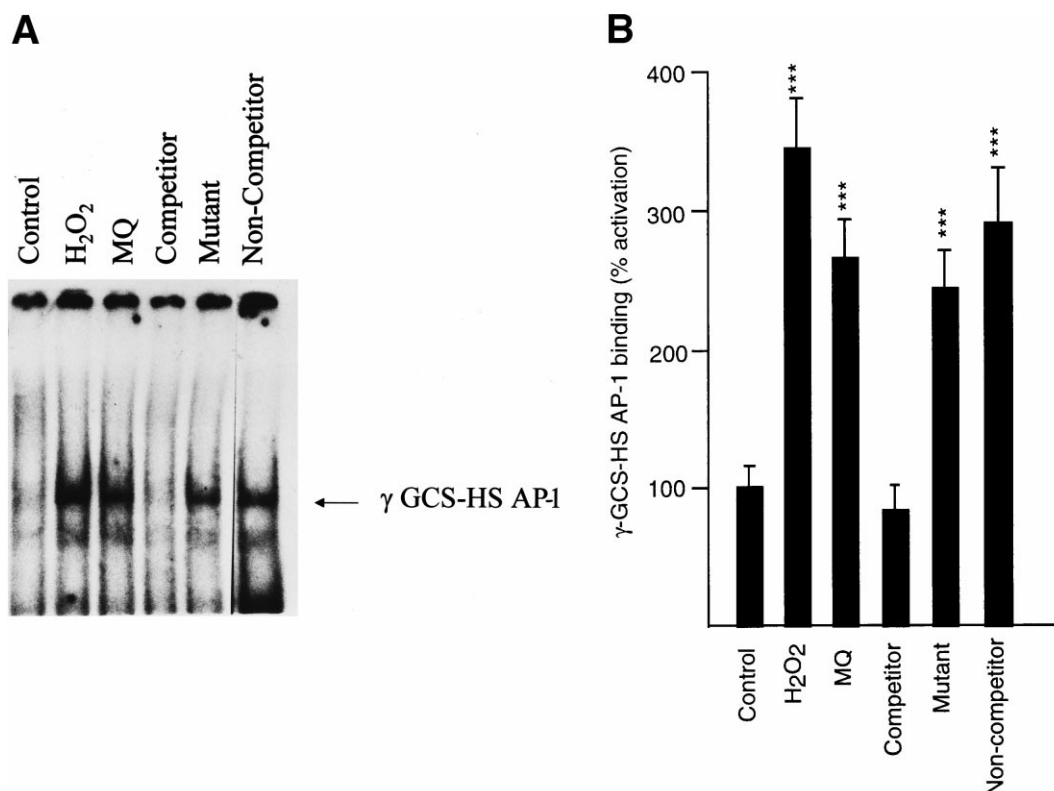 A
Control
H₂O₂
MQ
Competitor
Mutant
Non-Competitor
γ GCS-HS AP-1
B
γ-GCS-HS AP-1 binding (% activation)
400
300
200
100
***
***
***
***
Control
H₂O₂
MQ
Competitor
Mutant
Non-competitor